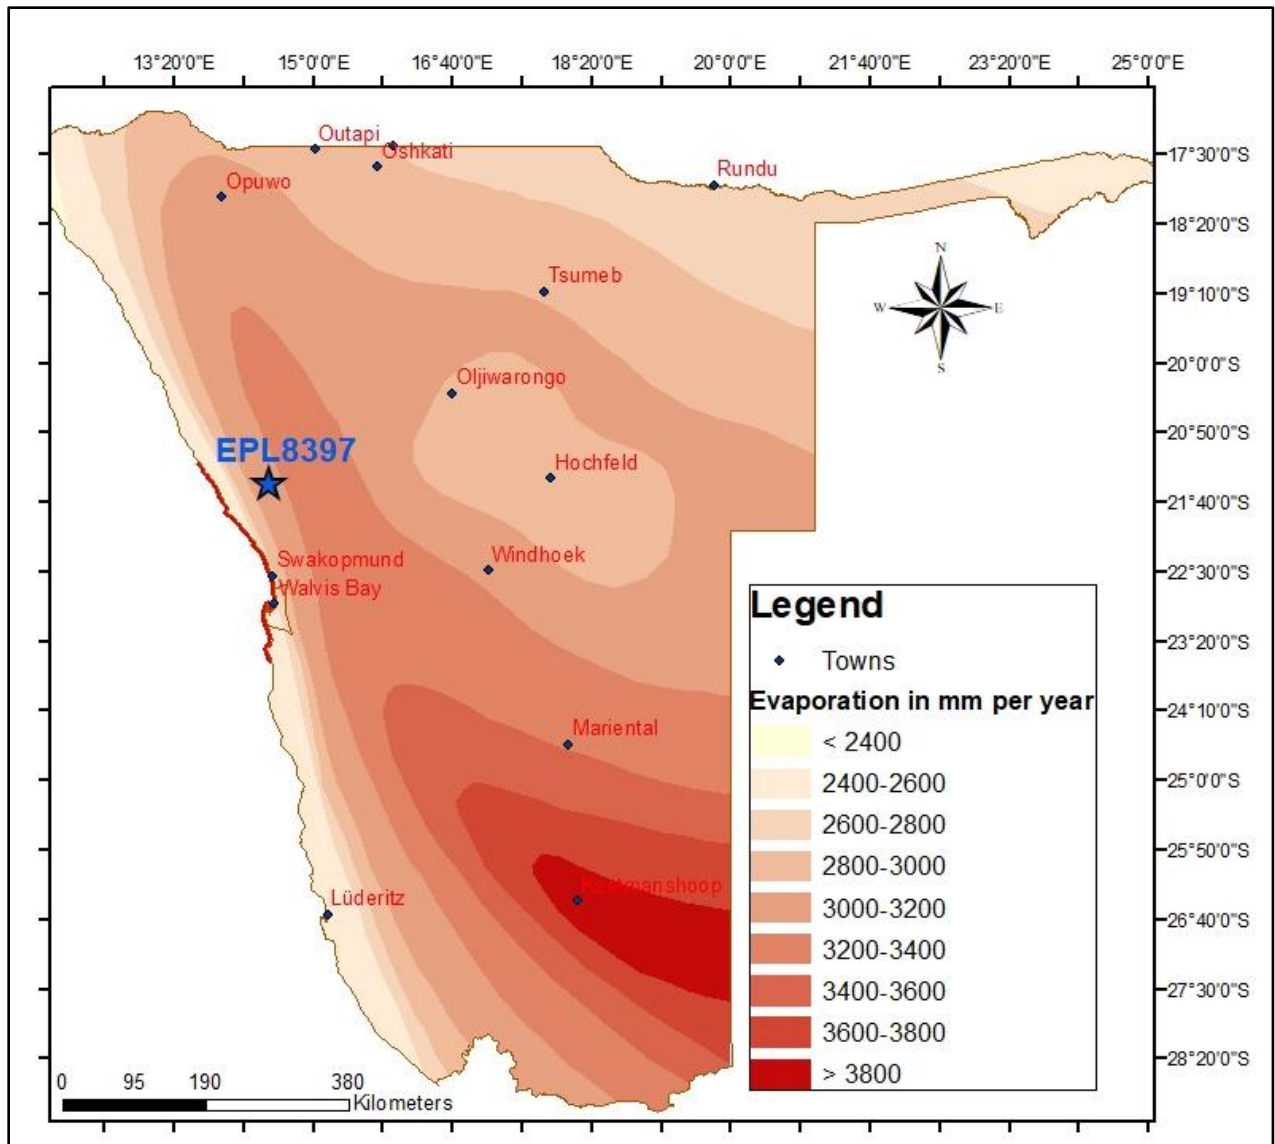 13°20'0"E 15°0'0"E 16°40'0"E 18°20'0"E 20°0'0"E 21°40'0"E 23°20'0"E 25°0'0"E
Outapi
Oshkati
17°30'0"S
Rundu
Opuwo
18°20'0"S
N
Tsumeb
19°10'0"S
W
E
20°0'0"S
S
Oljiwarongo
20°50'0"S
EPL8397
Hochfeld
21°40'0"S
Windhoek
Swakopmund
22°30'0"S
Walvis Bay
Legend
23°20'0"S
Towns
Evaporation in mm per year
24°10'0"S
Mariental
< 2400
25°0'0"S
2400-2600
2600-2800
25°50'0"S
2800-3000
Keetmanshoop
Lüderitz
3000-3200
26°40'0"S
3200-3400
3400-3600
27°30'0"S
3600-3800
28°20'0"S
> 3800
0 95 190 380
Kilometers